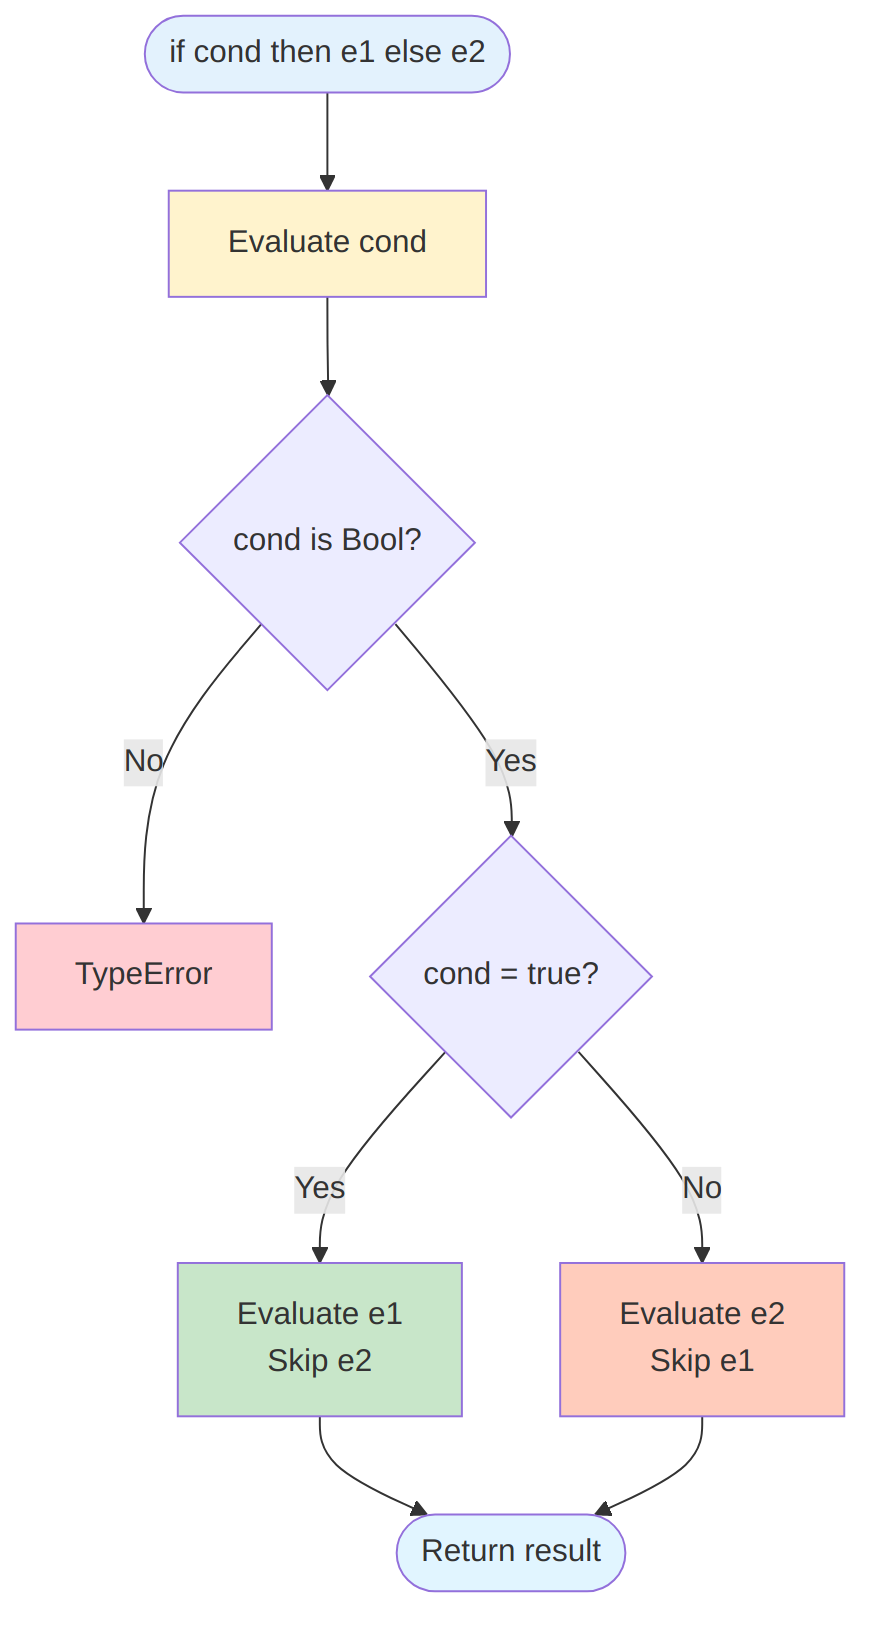 if cond then e1 else e2
Evaluate cond
cond is Bool?
No
Yes
TypeError
cond = true?
Yes
No
Evaluate e1
Skip e2
Evaluate e2
Skip e1
Return result